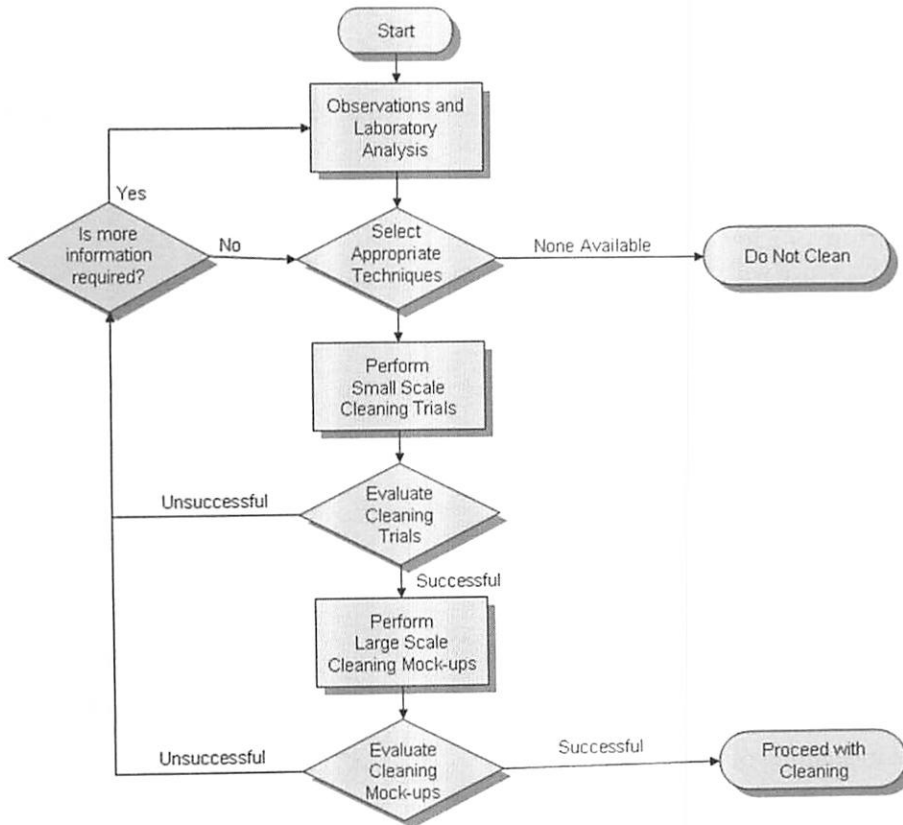 Start
Observations and
Laboratory
Analysis
Yes
Is more
information
required?
No
Select
Appropriate
Techniques
None Available
Do Not Clean
Perform
Small Scale
Cleaning Trials
Unsuccessful
Evaluate
Cleaning
Trials
Successful
Perform
Large Scale
Cleaning Mock-ups
Unsuccessful
Evaluate
Cleaning
Mock-ups
Successful
Proceed with
Cleaning